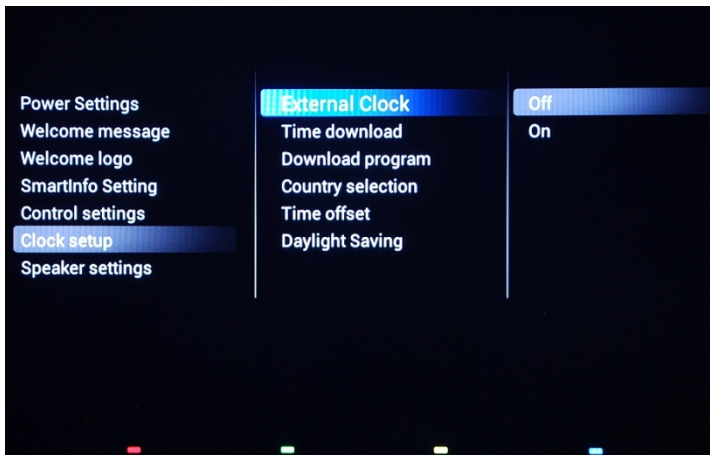 Power Settings
Welcome message
Welcome logo
SmartInfo Setting
Control settings
Clock setup
Speaker settings
External Clock
Time download
Download program
Country selection
Time offset
Daylight Saving
Off
On